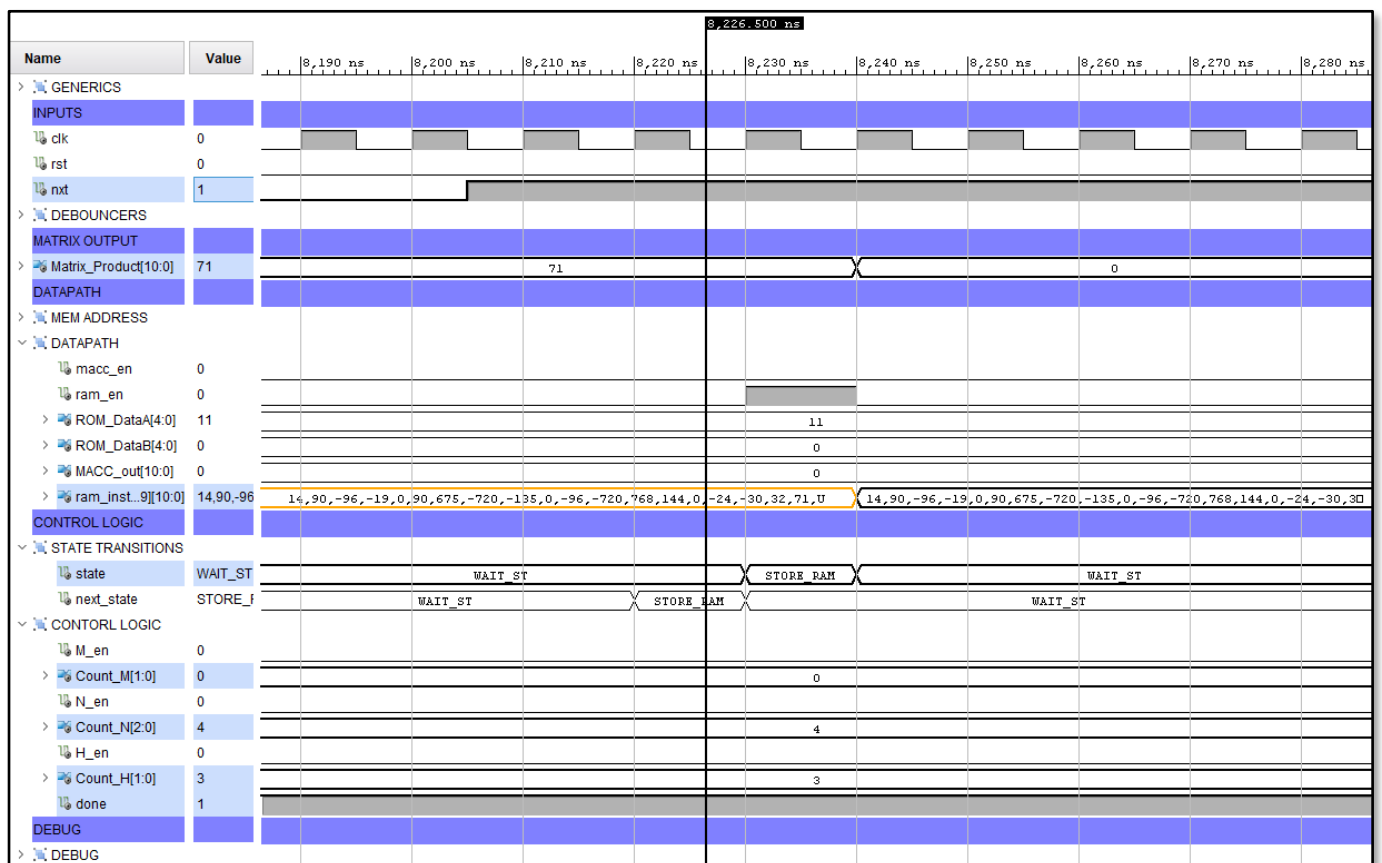 8,226.500 ns
Name Value 8,190 ns 8,200 ns 8,210 ns 8,220 ns 8,230 ns 8,240 ns 8,250 ns 8,260 ns 8,270 ns 8,280 ns
GENERICS
INPUTS
clk 0
rst 0
nxt 1
DEBOUNCERS
MATRIX OUTPUT
Matrix_Product[10:0] 71 71 0
DATAPATH
MEM ADDRESS
DATAPATH
macc_en 0
ram_en 0
ROM_DataA[4:0] 11 11
ROM_DataB[4:0] 0 0
MACC_out[10:0] 0 0
ram_inst...9][10:0] 14,90,-96 14,90,-96,-19,0,90,675,-720,-135,0,-96,-720,768,144,0,-24,-30,32,71,U 14,90,-96,-19,0,90,675,-720,-135,0,-96,-720,768,144,0,-24,-30,3
CONTROL LOGIC
STATE TRANSITIONS
state WAIT_ST WAIT_ST STORE_RAM WAIT_ST
next_state STORE_F WAIT_ST STORE_RAM WAIT_ST
CONTORL LOGIC
M_en 0
Count_M[1:0] 0 0
N_en 0
Count_N[2:0] 4 4
H_en 0
Count_H[1:0] 3 3
done 1
DEBUG
DEBUG